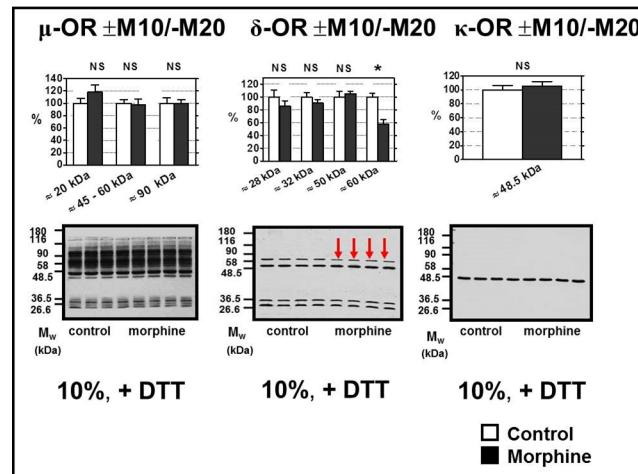 μ-OR ±M10/-M20
NS NS NS
140
120
100
80
60
40
20
0
%
≈ 20 kDa
≈ 45 - 60 kDa
≈ 90 kDa
180
116
90
58
48.5
36.5
26.6
Mw
(kDa)
control morphine
10%, + DTT
δ-OR ±M10/-M20
NS NS NS *
120
100
80
60
40
20
0
%
≈ 28 kDa
≈ 32 kDa
≈ 50 kDa
≈ 60 kDa
180
116
90
58
48.5
36.5
26.6
Mw
(kDa)
control morphine
10%, + DTT
κ-OR ±M10/-M20
NS
120
100
80
60
40
20
0
%
≈ 48.5 kDa
180
116
90
58
48.5
36.5
26.6
Mw
(kDa)
control morphine
10%, + DTT
Control
Morphine